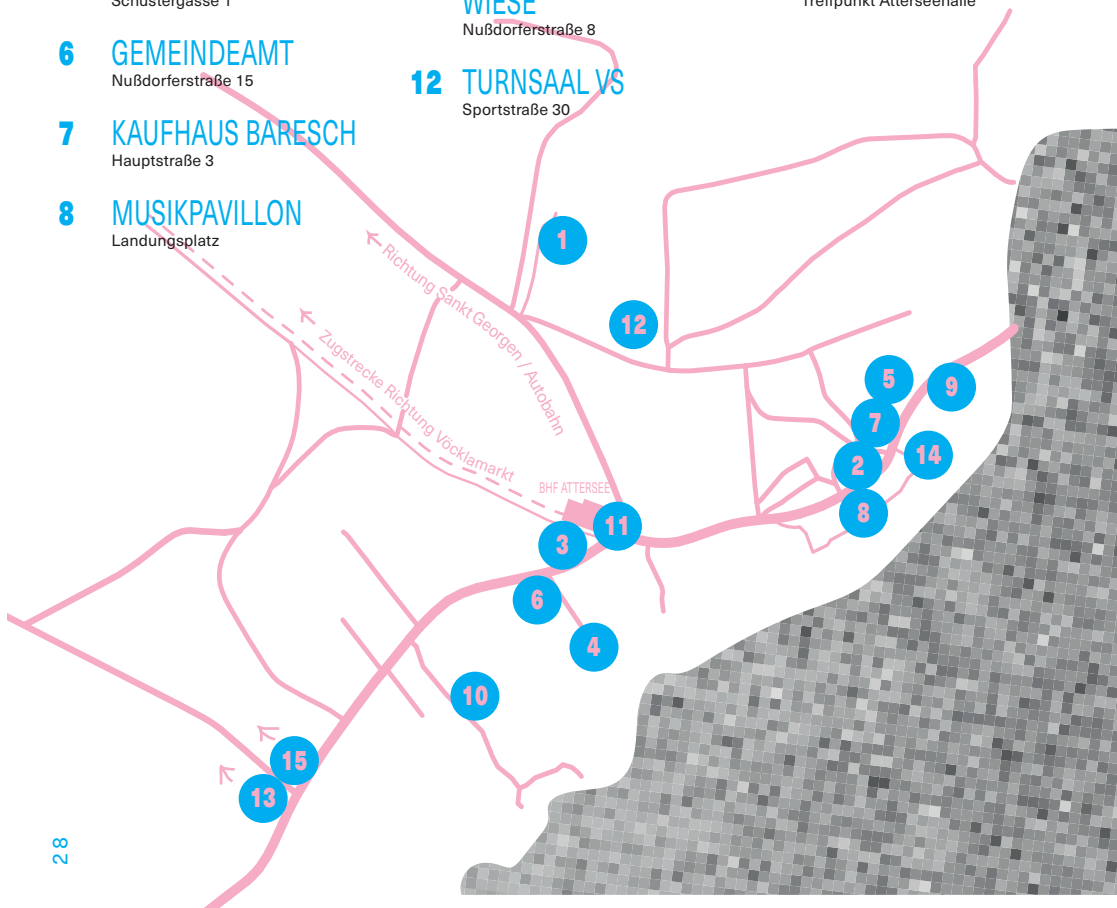 Schustergasse 1
6 GEMEINDEAMT
Nußdorferstraße 15
7 KAUFHAUS BARESCH
Hauptstraße 3
8 MUSIKPAVILLON
Landungsplatz
WIESE
Nußdorferstraße 8
12 TURNSAAL VS
Sportstraße 30
Treffpunkt Atterseehalle
Richtung Sankt Georgen / Autobahn
Zugstrecke Richtung Vöcklamarkt
BHF ATTERSEE
1
12
5
9
7
14
2
8
11
3
6
4
10
15
13
28